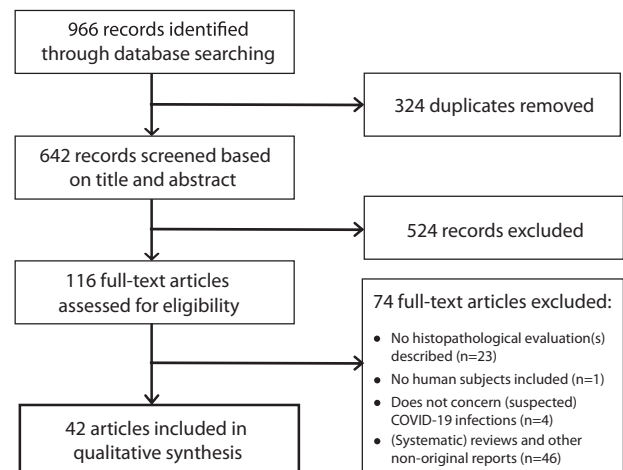 966 records identified
through database searching
324 duplicates removed
642 records screened based
on title and abstract
524 records excluded
116 full-text articles
assessed for eligibility
74 full-text articles excluded:
● No histopathological evaluation(s)
described (n=23)
● No human subjects included (n=1)
● Does not concern (suspected)
COVID-19 infections (n=4)
● (Systematic) reviews and other
non-original reports (n=46)
42 articles included in
qualitative synthesis